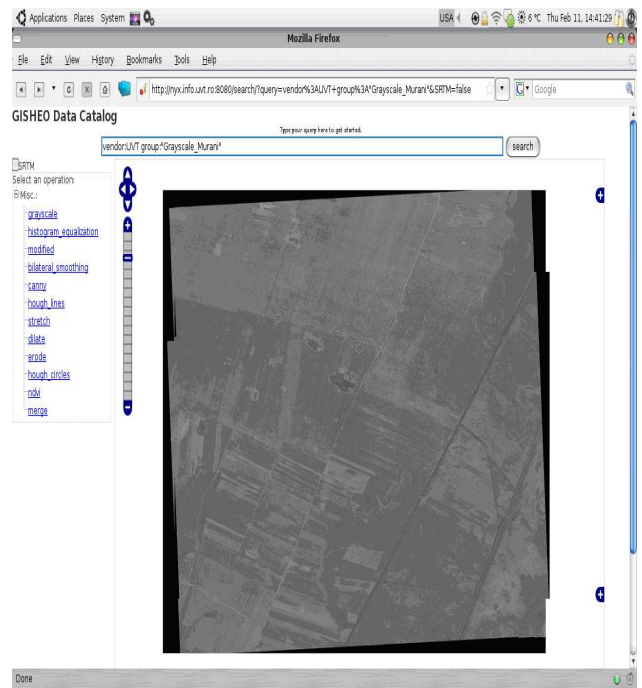 Applications Places System USA 6 °C Thu Feb 11, 14:41:29
Mozilla Firefox
File Edit View History Bookmarks Tools Help
http://nyx.info.uvt.ro:8080/search/?query=vendor%3AUVT+group%3A"Grayscale_Murani"&SRTM=false Google
GISHEO Data Catalog
Type your query here to get started.
vendor:UVT group:"Grayscale_Murani" search
SRTM
Select an operation:
Misc.:
grayscale
histogram_equalization
modified
bilateral_smoothing
canny
hough_lines
stretch
dilate
erode
hough_circles
ndvi
merge
Done